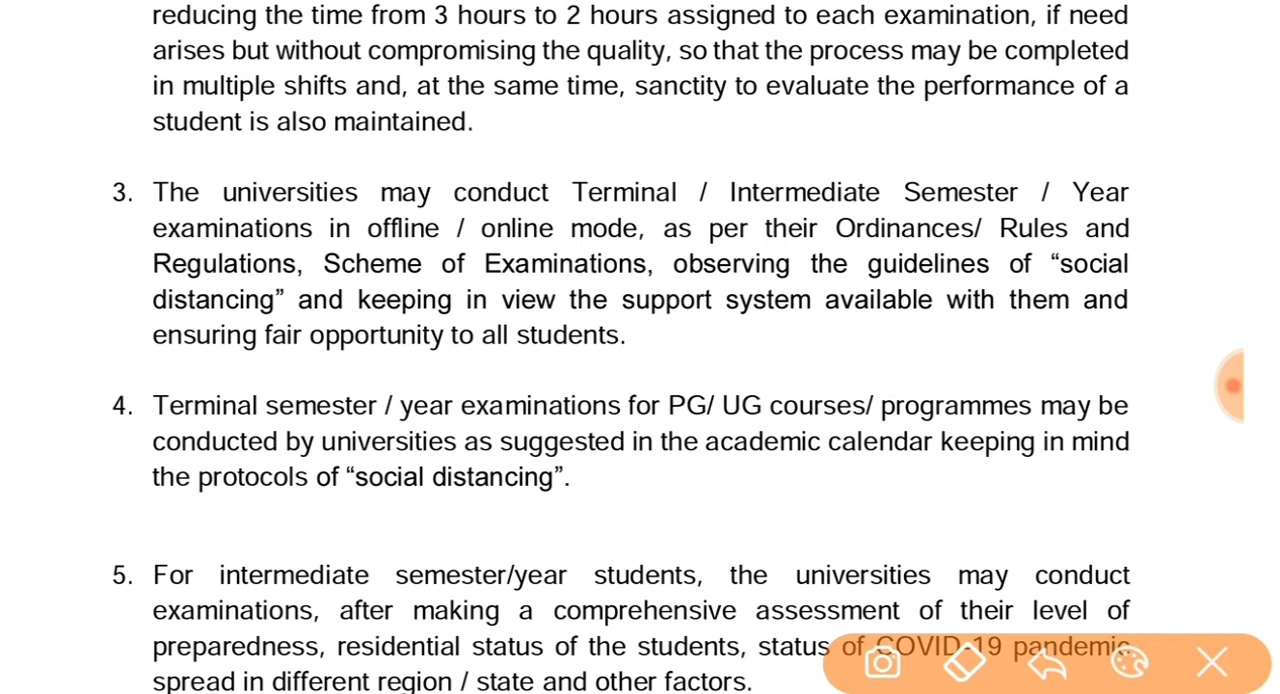 reducing the time from 3 hours to 2 hours assigned to each examination, if need
arises but without compromising the quality, so that the process may be completed
in multiple shifts and, at the same time, sanctity to evaluate the performance of a
student is also maintained.
3. The universities may conduct Terminal / Intermediate Semester / Year
examinations in offline / online mode, as per their Ordinances/ Rules and
Regulations, Scheme of Examinations, observing the guidelines of “social
distancing” and keeping in view the support system available with them and
ensuring fair opportunity to all students.
4. Terminal semester / year examinations for PG/ UG courses/ programmes may be
conducted by universities as suggested in the academic calendar keeping in mind
the protocols of “social distancing”.
5. For intermediate semester/year students, the universities may conduct
examinations, after making a comprehensive assessment of their level of
preparedness, residential status of the students, status of COVID-19 pandemic
spread in different region / state and other factors.